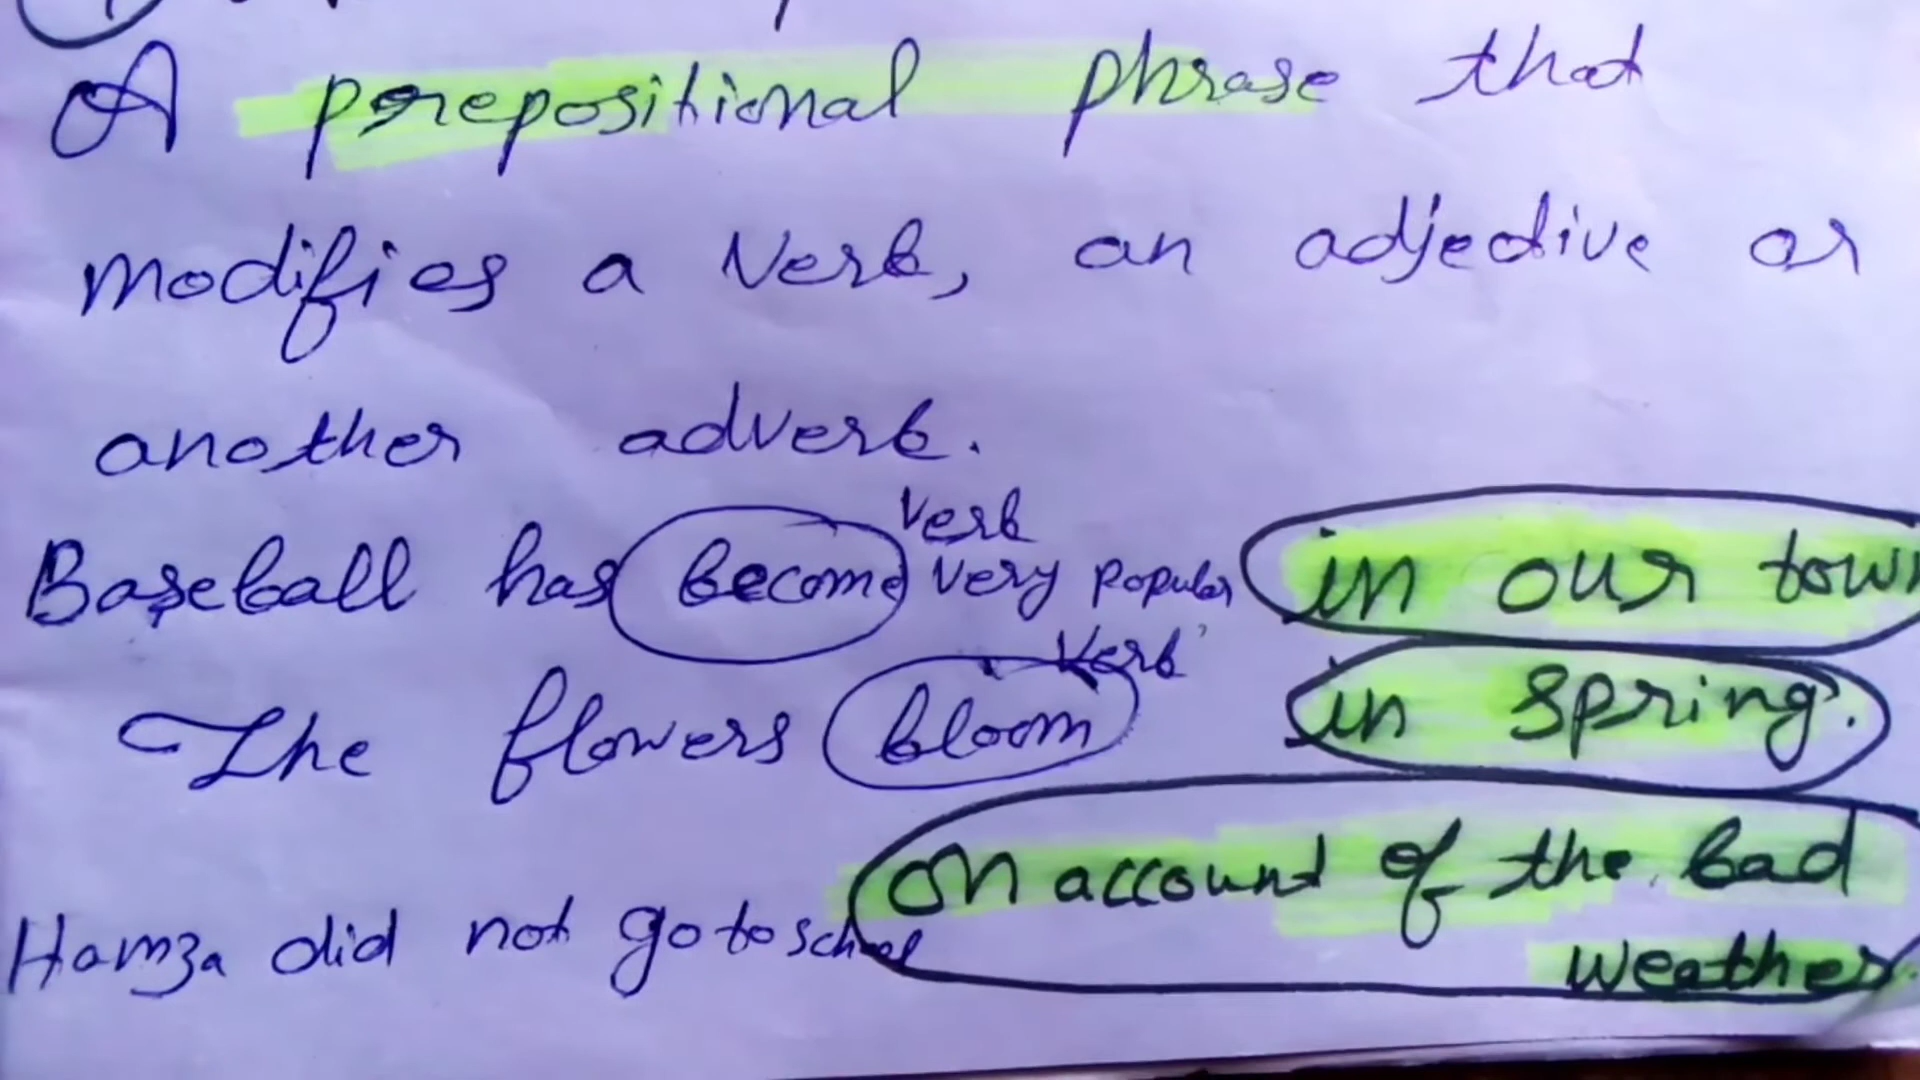 A prepositional phrase that
modifies a Verb, an adjective or
another adverb.
Verb
Baseball has become very popular in our town
Verb
The flowers bloom in spring.
on account of the bad
Hamza did not go to school weather.